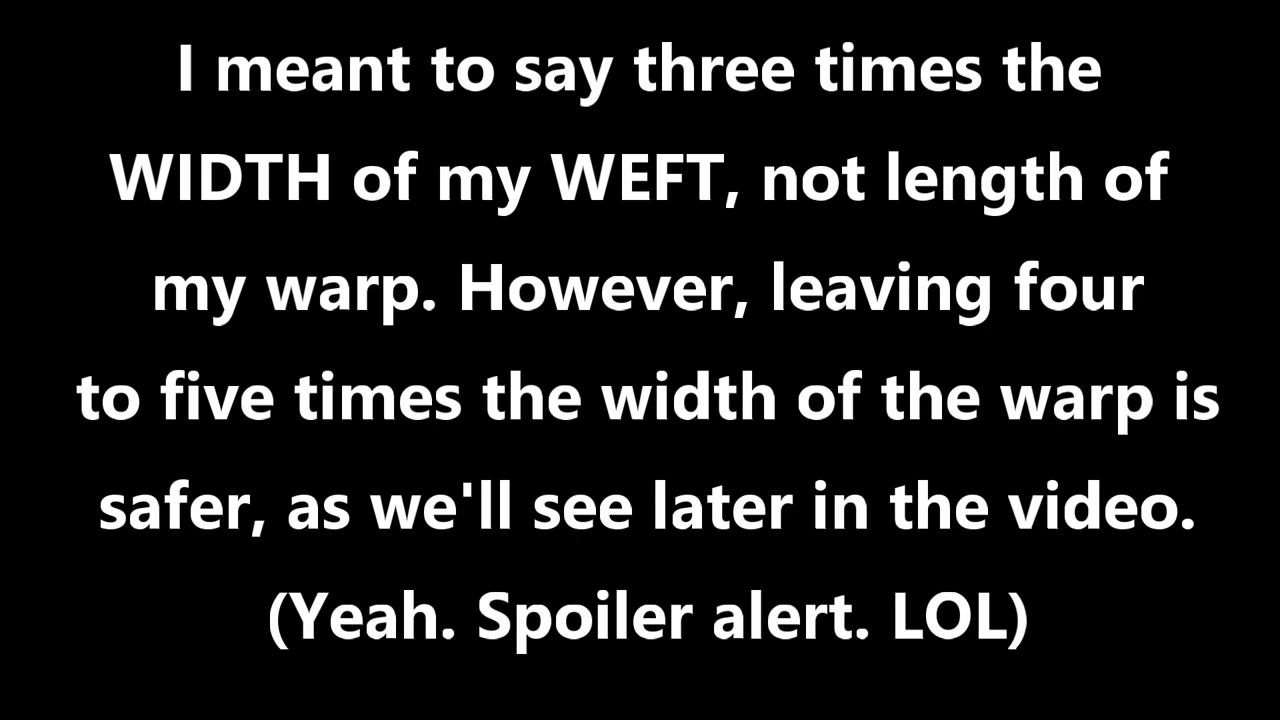 I meant to say three times the
WIDTH of my WEFT, not length of
my warp. However, leaving four
to five times the width of the warp is
safer, as we'll see later in the video.
(Yeah. Spoiler alert. LOL)